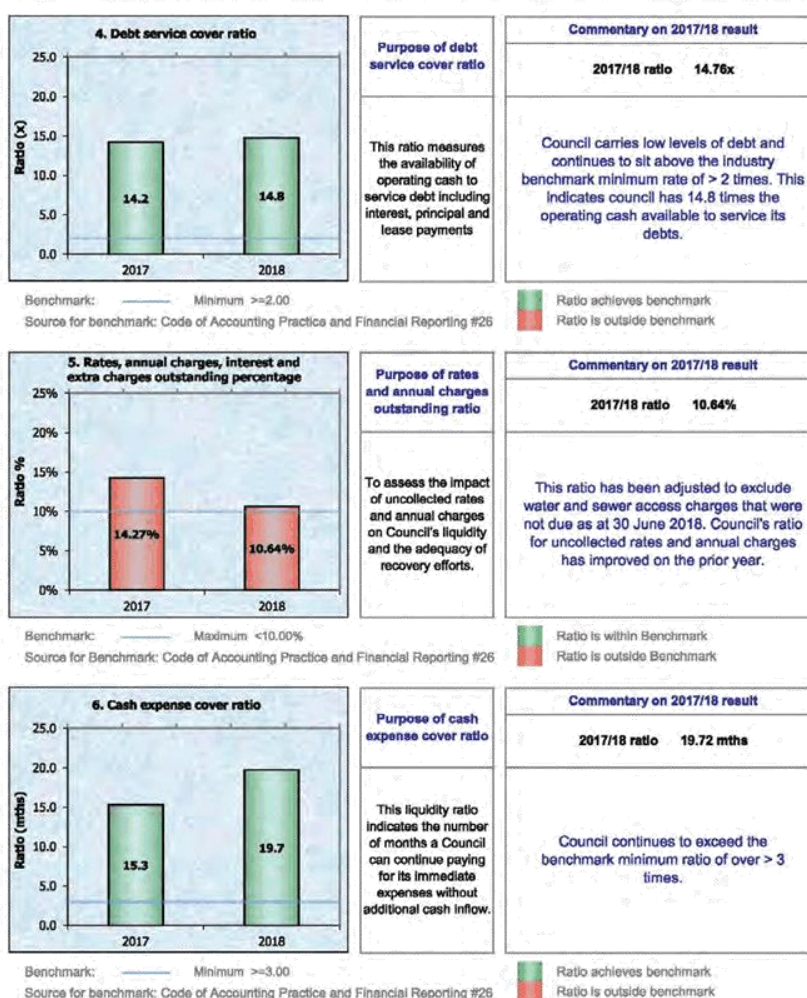 4. Debt service cover ratio
25.0
20.0
15.0
10.0
5.0
0.0
Ratio (x)
14.2
14.8
2017
2018
Purpose of debt
service cover ratio
This ratio measures
the availability of
operating cash to
service debt including
interest, principal and
lease payments
Commentary on 2017/18 result
2017/18 ratio 14.76x
Council carries low levels of debt and
continues to sit above the industry
benchmark minimum rate of > 2 times. This
indicates council has 14.8 times the
operating cash available to service its
debts.
Benchmark: Minimum >=2.00
Source for benchmark: Code of Accounting Practice and Financial Reporting #26
Ratio achieves benchmark
Ratio is outside benchmark
5. Rates, annual charges, interest and
extra charges outstanding percentage
25%
20%
15%
10%
5%
0%
Ratio %
14.27%
10.64%
2017
2018
Purpose of rates
and annual charges
outstanding ratio
To assess the impact
of uncollected rates
and annual charges
on Council's liquidity
and the adequacy of
recovery efforts.
Commentary on 2017/18 result
2017/18 ratio 10.64%
This ratio has been adjusted to exclude
water and sewer access charges that were
not due as at 30 June 2018. Council's ratio
for uncollected rates and annual charges
has improved on the prior year.
Benchmark: Maximum <10.00%
Source for Benchmark: Code of Accounting Practice and Financial Reporting #26
Ratio is within Benchmark
Ratio is outside Benchmark
6. Cash expense cover ratio
25.0
20.0
15.0
10.0
5.0
0.0
Ratio (mths)
15.3
19.7
2017
2018
Purpose of cash
expense cover ratio
This liquidity ratio
indicates the number
of months a Council
can continue paying
for its immediate
expenses without
additional cash inflow.
Commentary on 2017/18 result
2017/18 ratio 19.72 mths
Council continues to exceed the
benchmark minimum ratio of over > 3
times.
Benchmark: Minimum >=3.00
Source for benchmark: Code of Accounting Practice and Financial Reporting #26
Ratio achieves benchmark
Ratio is outside benchmark